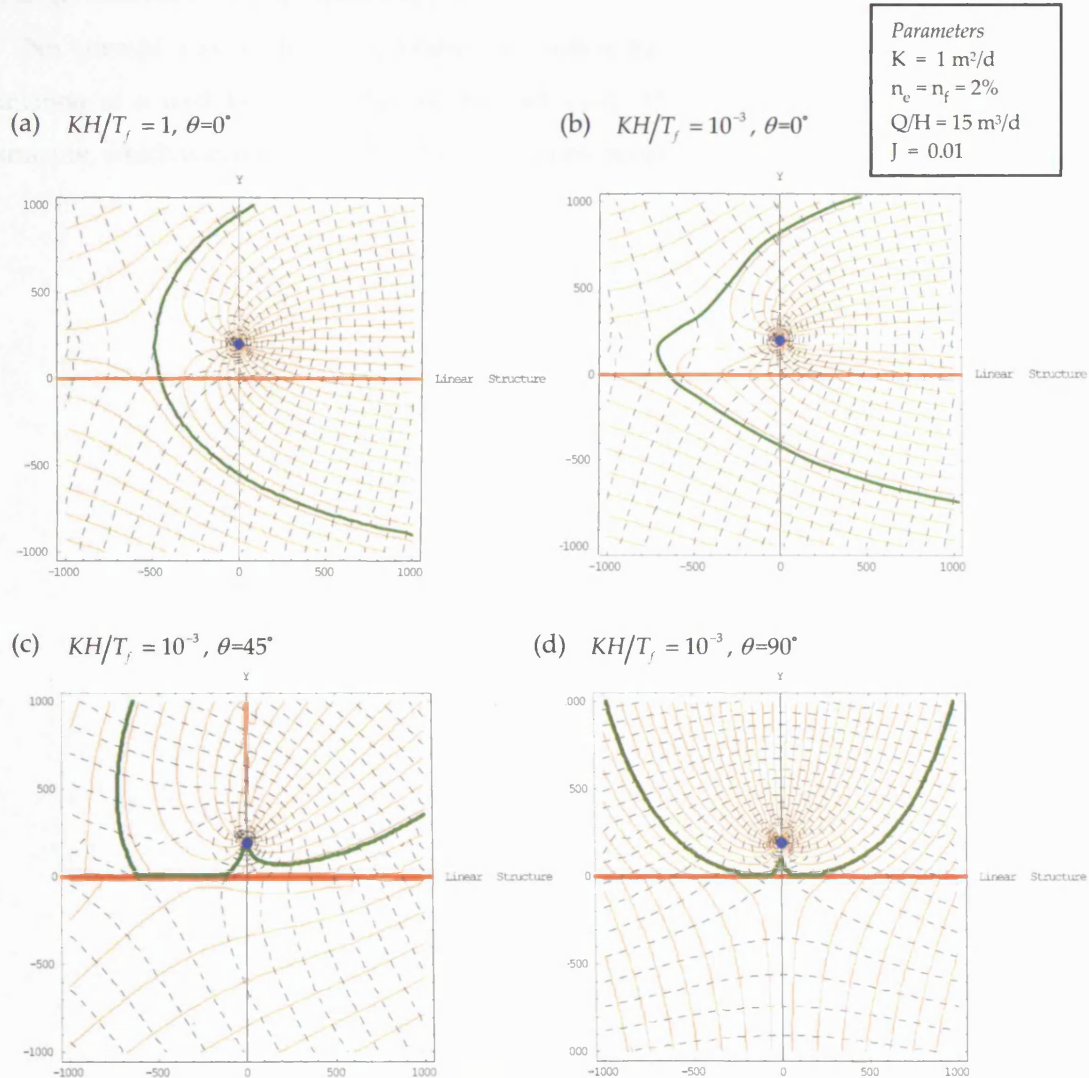 Parameters
K = 1 m²/d
nₑ = n_f = 2%
Q/H = 15 m³/d
J = 0.01
(a) KH/T_f = 1, θ=0°
(b) KH/T_f = 10⁻³, θ=0°
Y
1000
500
0
-500
-1000
-1000 -500 0 500 1000
Linear Structure
Y
1000
500
0
-500
-1000
-1000 -500 0 500 1000
Linear Structure
(c) KH/T_f = 10⁻³, θ=45°
(d) KH/T_f = 10⁻³, θ=90°
Y
1000
500
0
-500
-1000
-1000 -500 0 500 1000
Linear Structure
Y
000
500
0
500
000
-1000 -500 0 500 1000
Linear Structure